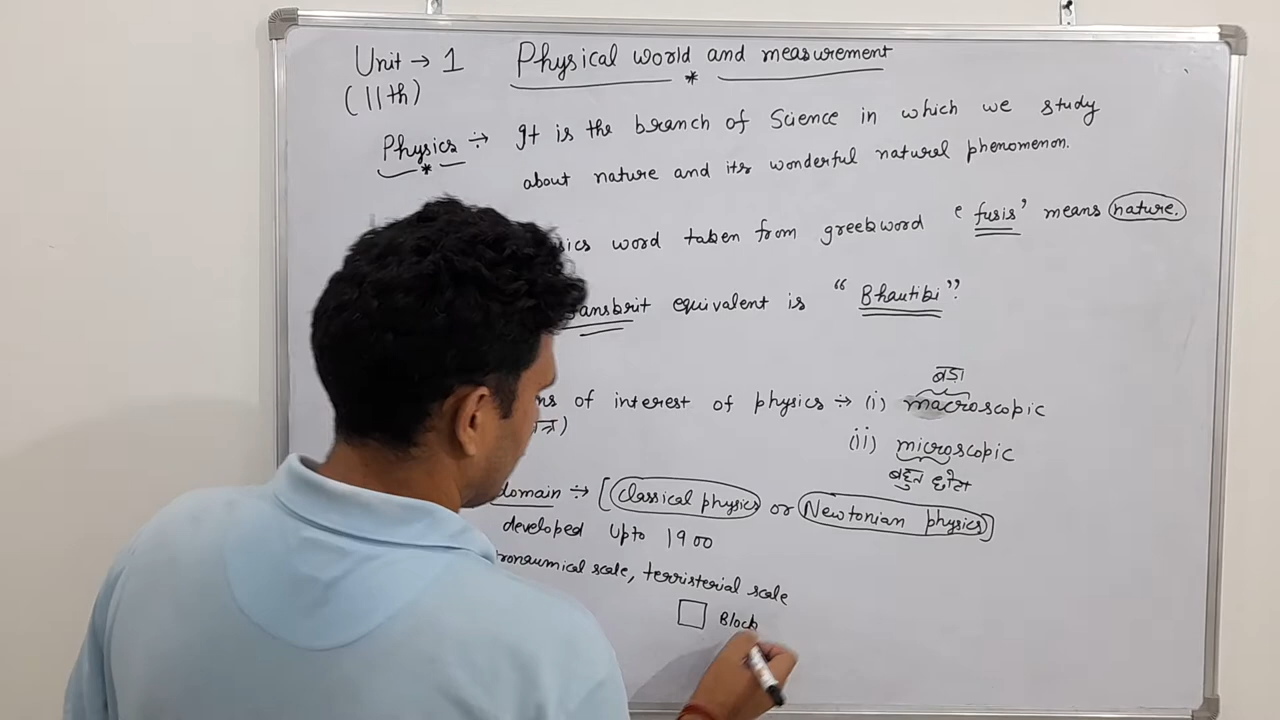 Unit → 1 Physical world and measurement
(11th)
Physics ÷ It is the branch of Science in which we study
about nature and its wonderful natural phenomenon.
sics word taken from greekword ‘fusis’ means nature.
ansbrit equivalent is “Bhautiki”.
बड़ा
ns of interest of physics ÷ (i) macroscopic
(ii) microscopic
बहुत छोटा
domain ÷ [Classical physics or Newtonian physics]
developed upto 1900
ronaumical scale, terristerial scale
Block